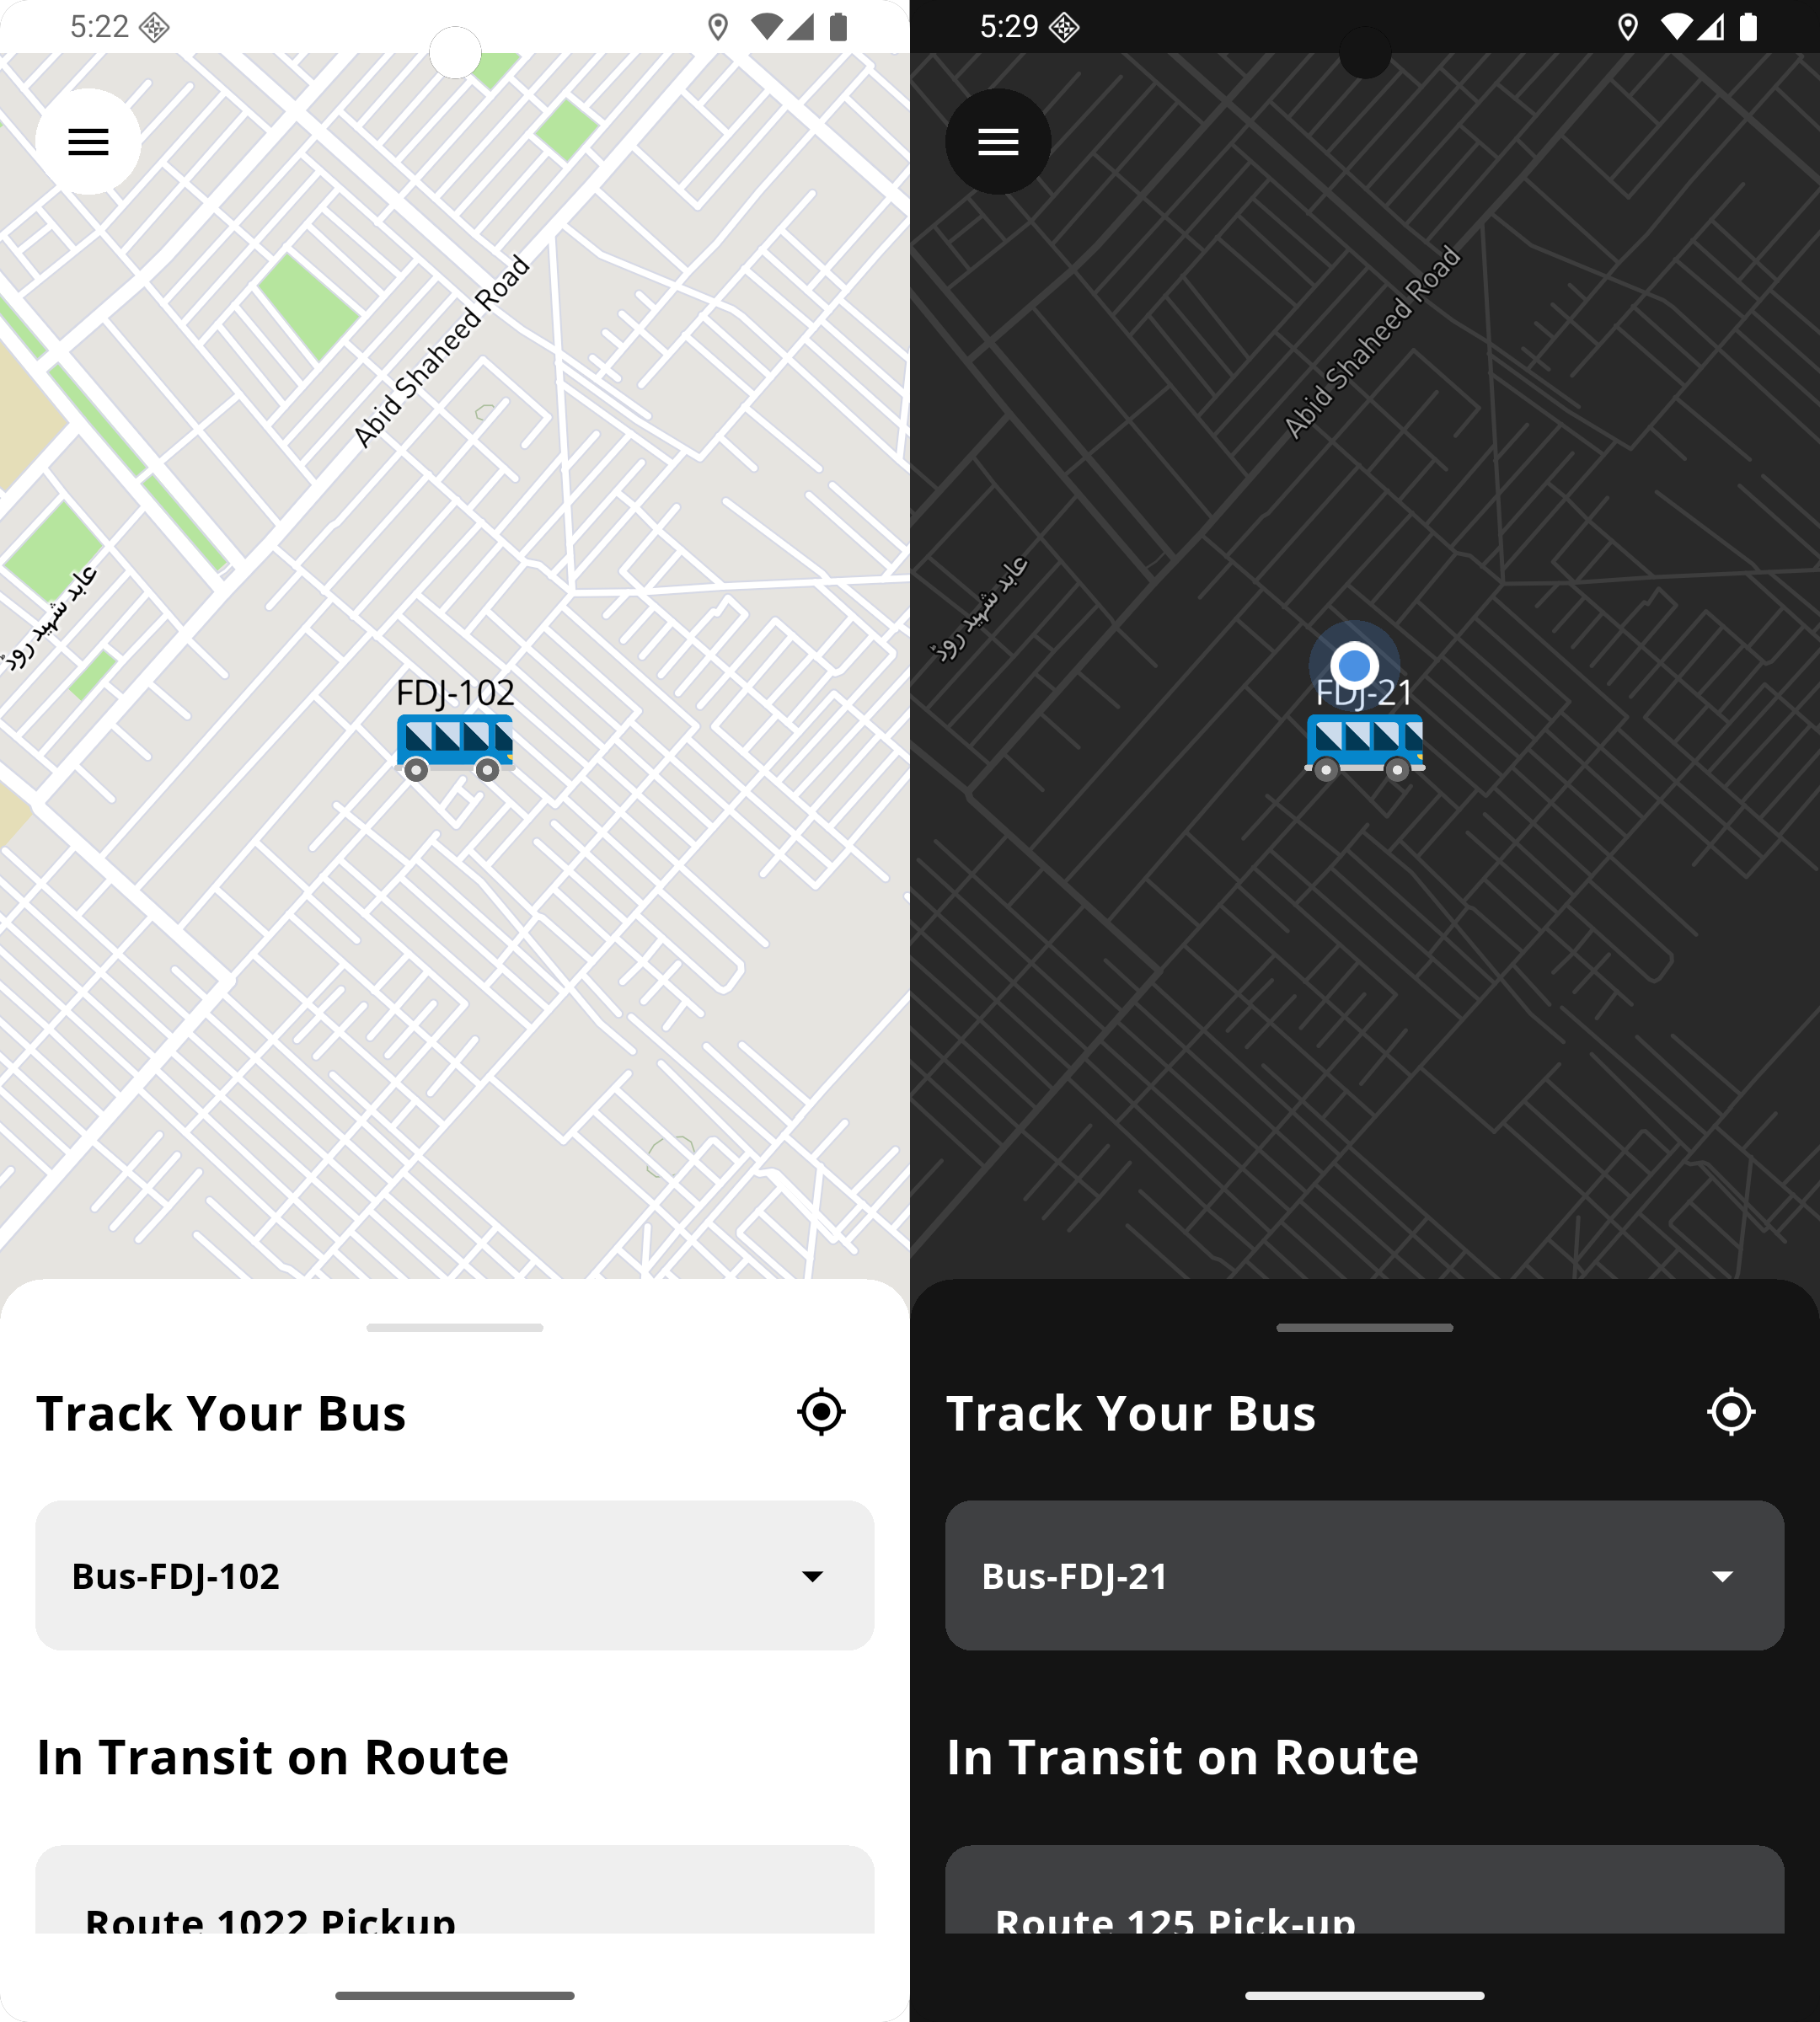 5:22
Abid Shaheed Road
عابد شہید روڈ
FDJ-102
Track Your Bus
Bus-FDJ-102
In Transit on Route
Route 1022 Pickup
5:29
Abid Shaheed Road
عابد شہید روڈ
FDJ-21
Track Your Bus
Bus-FDJ-21
In Transit on Route
Route 125 Pick-up